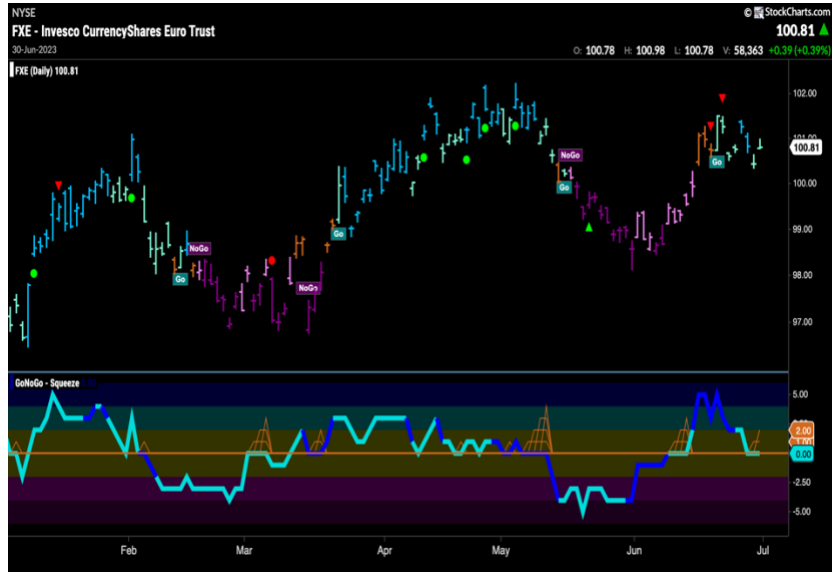 NYSE
© StockCharts.com
FXE - Invesco CurrencyShares Euro Trust
100.81
30-Jun-2023
O: 100.78 H: 100.98 L: 100.78 V: 58,363 +0.39 (+0.39%)
FXE (Daily) 100.81
102.00
101.00
100.81
100.00
99.00
98.00
97.00
NoGo
Go
NoGo
Go
NoGo
Go
Go
GoNoGo - Squeeze
5.00
2.00
1.00
0.00
-2.50
-5.00
Feb
Mar
Apr
May
Jun
Jul